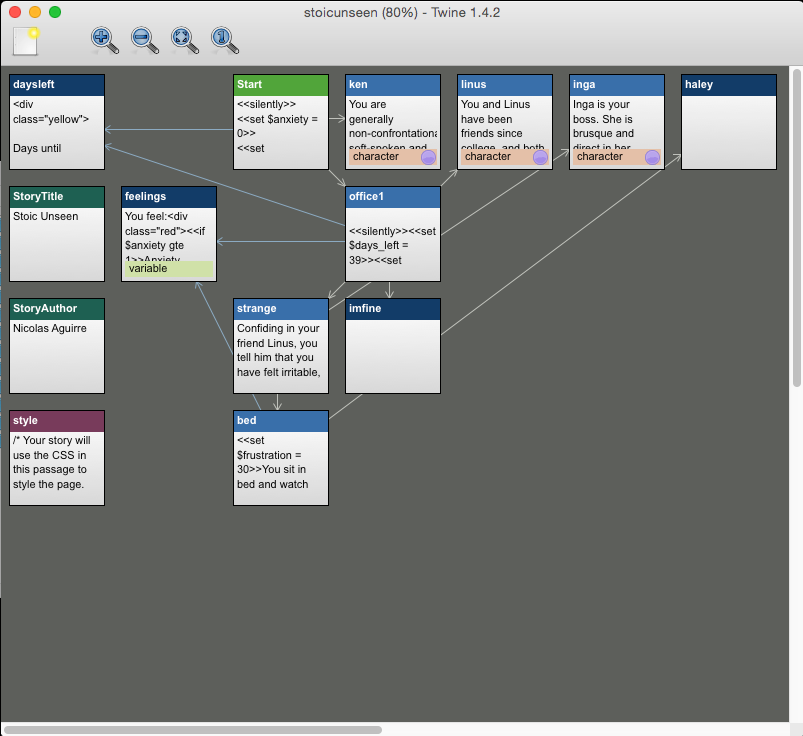 stoicunseen (80%) - Twine 1.4.2
daysleft
<div
class="yellow">
Days until
Start
<<silently>>
<<set $anxiety =
0>>
<<set
ken
You are
generally
non-confrontational
soft-spoken and
character
linus
You and Linus
have been
friends since
college, and both
character
inga
Inga is your
boss. She is
brusque and
direct in her
character
haley
StoryTitle
Stoic Unseen
feelings
You feel:<div
class="red"><<if
$anxiety gte
1>>Anxiety
variable
office1
<<silently>><<set
$days_left =
39>><<set
StoryAuthor
Nicolas Aguirre
strange
Confiding in your
friend Linus, you
tell him that you
have felt irritable,
imfine
style
/* Your story will
use the CSS in
this passage to
style the page.
bed
<<set
$frustration =
30>>You sit in
bed and watch